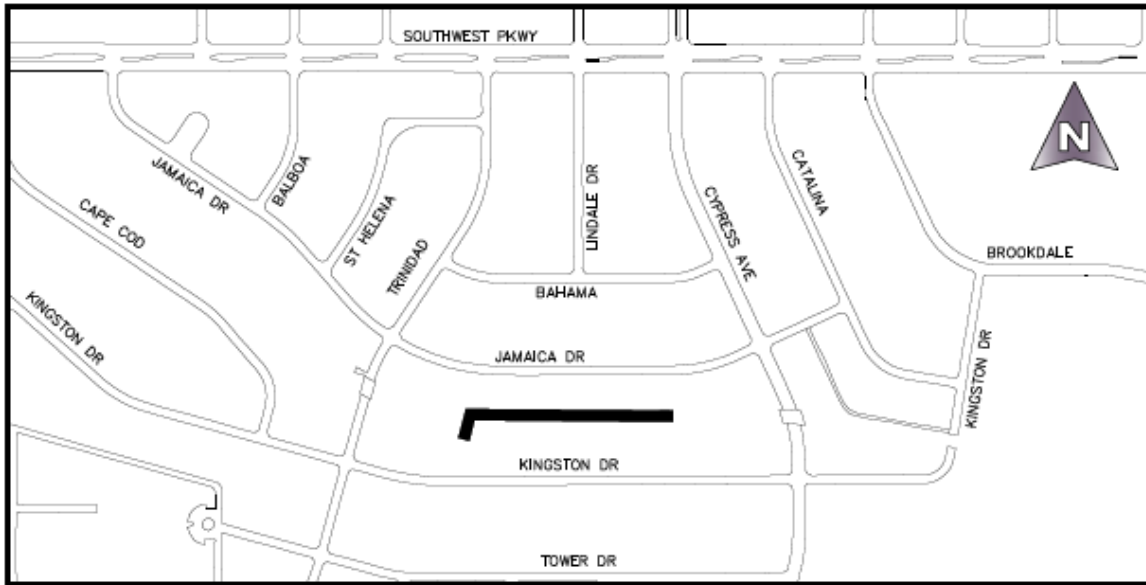 SOUTHWEST PKWY
N
JAMAICA DR
BALBOA
ST HELENA
TRINIDAD
LINDALE DR
CYPRESS AVE
CATALINA
BROOKDALE
CAPE COD
KINGSTON DR
BAHAMA
JAMAICA DR
KINGSTON DR
KINGSTON DR
TOWER DR